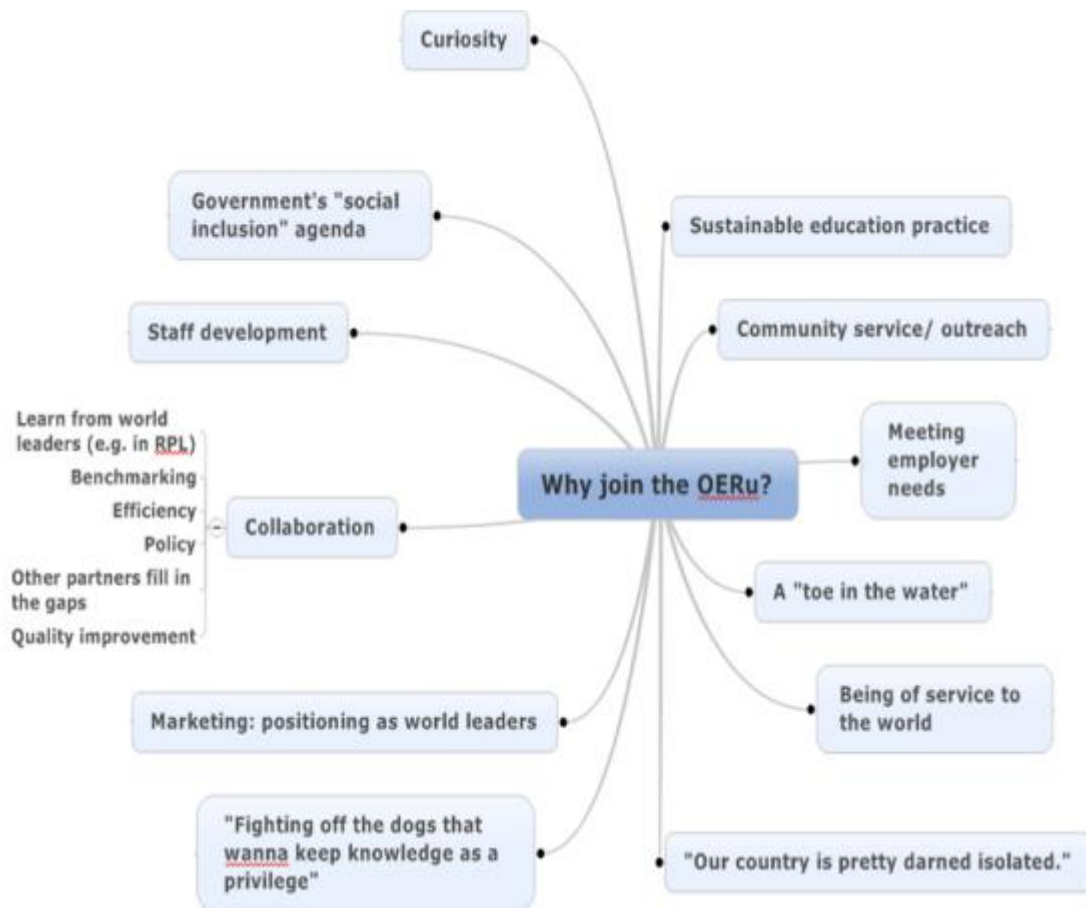 Curiosity
Government's "social
inclusion" agenda
Staff development
Learn from world
leaders (e.g. in RPL)
Benchmarking
Efficiency
Policy
Other partners fill in
the gaps
Quality improvement
Collaboration
Marketing: positioning as world leaders
"Fighting off the dogs that
wanna keep knowledge as a
privilege"
Why join the OERu?
Sustainable education practice
Community service/ outreach
Meeting
employer
needs
A "toe in the water"
Being of service to
the world
"Our country is pretty darned isolated."